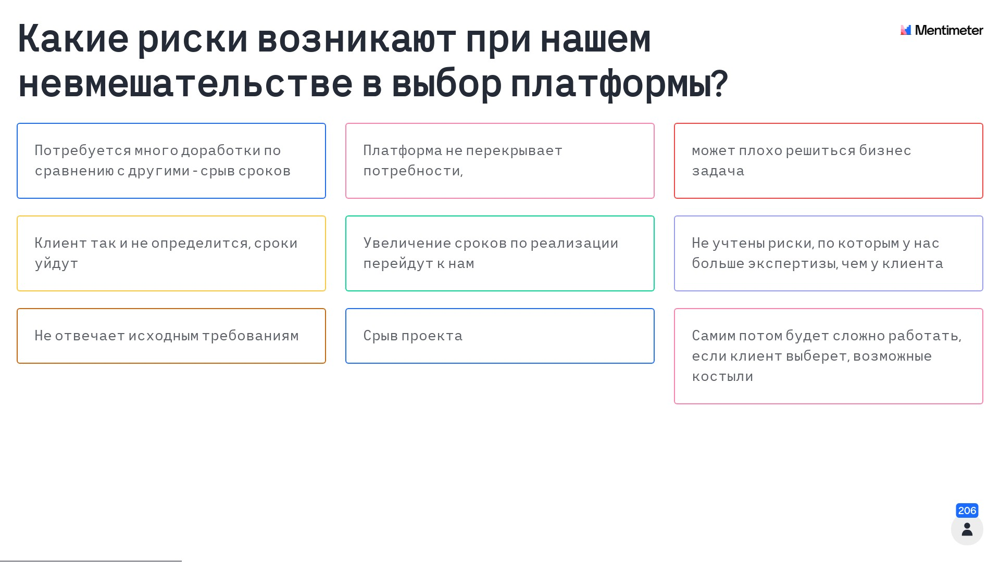 Какие риски возникают при нашем
невмешательстве в выбор платформы?
Mentimeter
Потребуется много доработки по
сравнению с другими - срыв сроков
Платформа не перекрывает
потребности,
может плохо решиться бизнес
задача
Клиент так и не определится, сроки
уйдут
Увеличение сроков по реализации
перейдут к нам
Не учтены риски, по которым у нас
больше экспертизы, чем у клиента
Не отвечает исходным требованиям
Срыв проекта
Самим потом будет сложно работать,
если клиент выберет, возможные
костыли
206